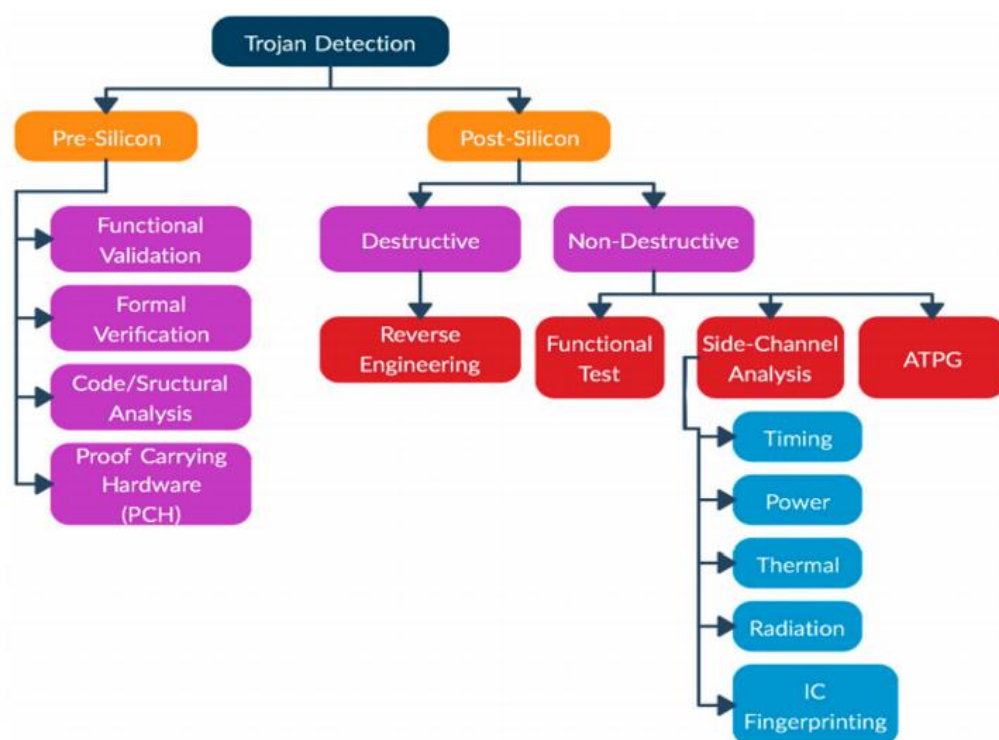 Trojan Detection
Pre-Silicon
Post-Silicon
Functional
Validation
Formal
Verification
Code/Sructural
Analysis
Proof Carrying
Hardware
(PCH)
Destructive
Non-Destructive
Reverse
Engineering
Functional
Test
Side-Channel
Analysis
ATPG
Timing
Power
Thermal
Radiation
IC
Fingerprinting